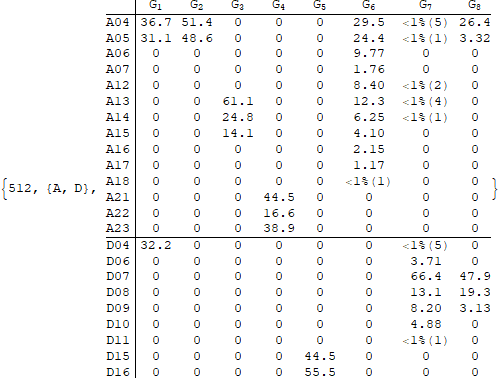 G₁ G₂ G₃ G₄ G₅ G₆ G₇ G₈
A04 36.7 51.4 0 0 0 29.5 <1%(5) 26.4
A05 31.1 48.6 0 0 0 24.4 <1%(1) 3.32
A06 0 0 0 0 0 9.77 0 0
A07 0 0 0 0 0 1.76 0 0
A12 0 0 0 0 0 8.40 <1%(2) 0
A13 0 0 61.1 0 0 12.3 <1%(4) 0
A14 0 0 24.8 0 0 6.25 <1%(1) 0
A15 0 0 14.1 0 0 4.10 0 0
A16 0 0 0 0 0 2.15 0 0
A17 0 0 0 0 0 1.17 0 0
{512, {A, D}, A18 0 0 0 0 0 <1%(1) 0 0 }
A21 0 0 0 44.5 0 0 0 0
A22 0 0 0 16.6 0 0 0 0
A23 0 0 0 38.9 0 0 0 0
D04 32.2 0 0 0 0 0 <1%(5) 0
D06 0 0 0 0 0 0 3.71 0
D07 0 0 0 0 0 0 66.4 47.9
D08 0 0 0 0 0 0 13.1 19.3
D09 0 0 0 0 0 0 8.20 3.13
D10 0 0 0 0 0 0 4.88 0
D11 0 0 0 0 0 0 <1%(1) 0
D15 0 0 0 0 44.5 0 0 0
D16 0 0 0 0 55.5 0 0 0